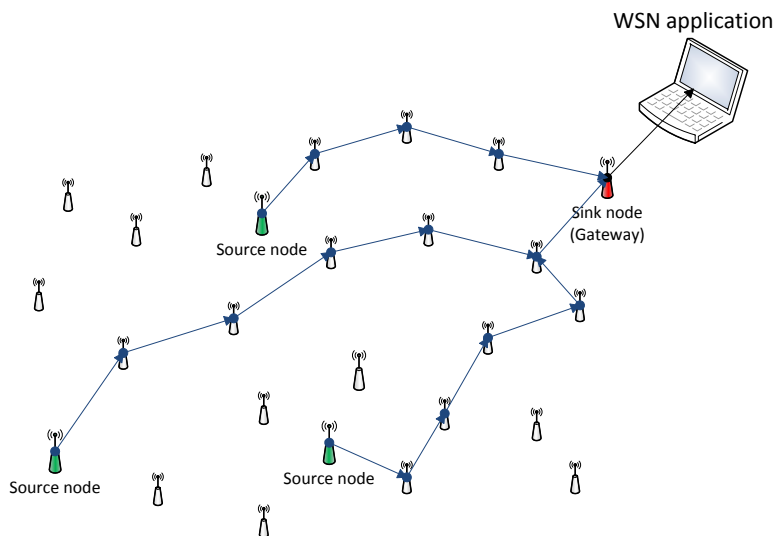 WSN application
Sink node
(Gateway)
Source node
Source node
Source node